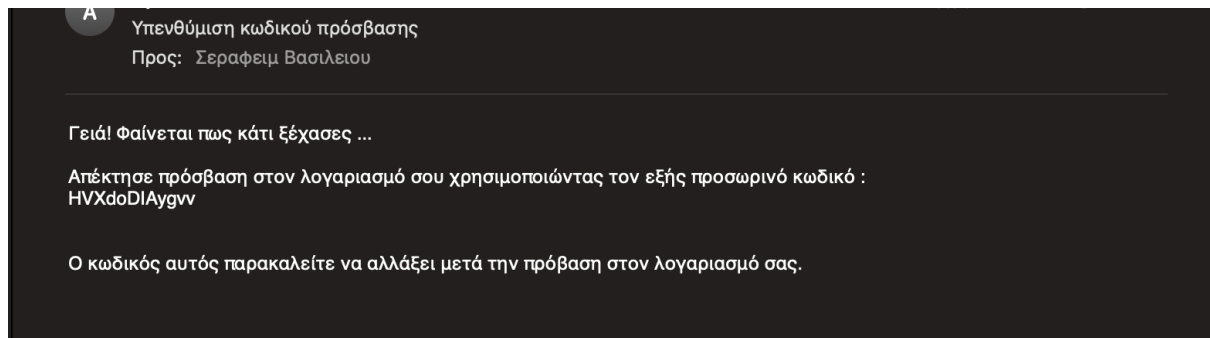 Α
Υπενθύμιση κωδικού πρόσβασης
Προς: Σεραφειμ Βασιλειου
Γειά! Φαίνεται πως κάτι ξέχασες ...
Απέκτησε πρόσβαση στον λογαριασμό σου χρησιμοποιώντας τον εξής προσωρινό κωδικό :
HVXdoDIAygvv
Ο κωδικός αυτός παρακαλείτε να αλλάξει μετά την πρόβαση στον λογαριασμό σας.